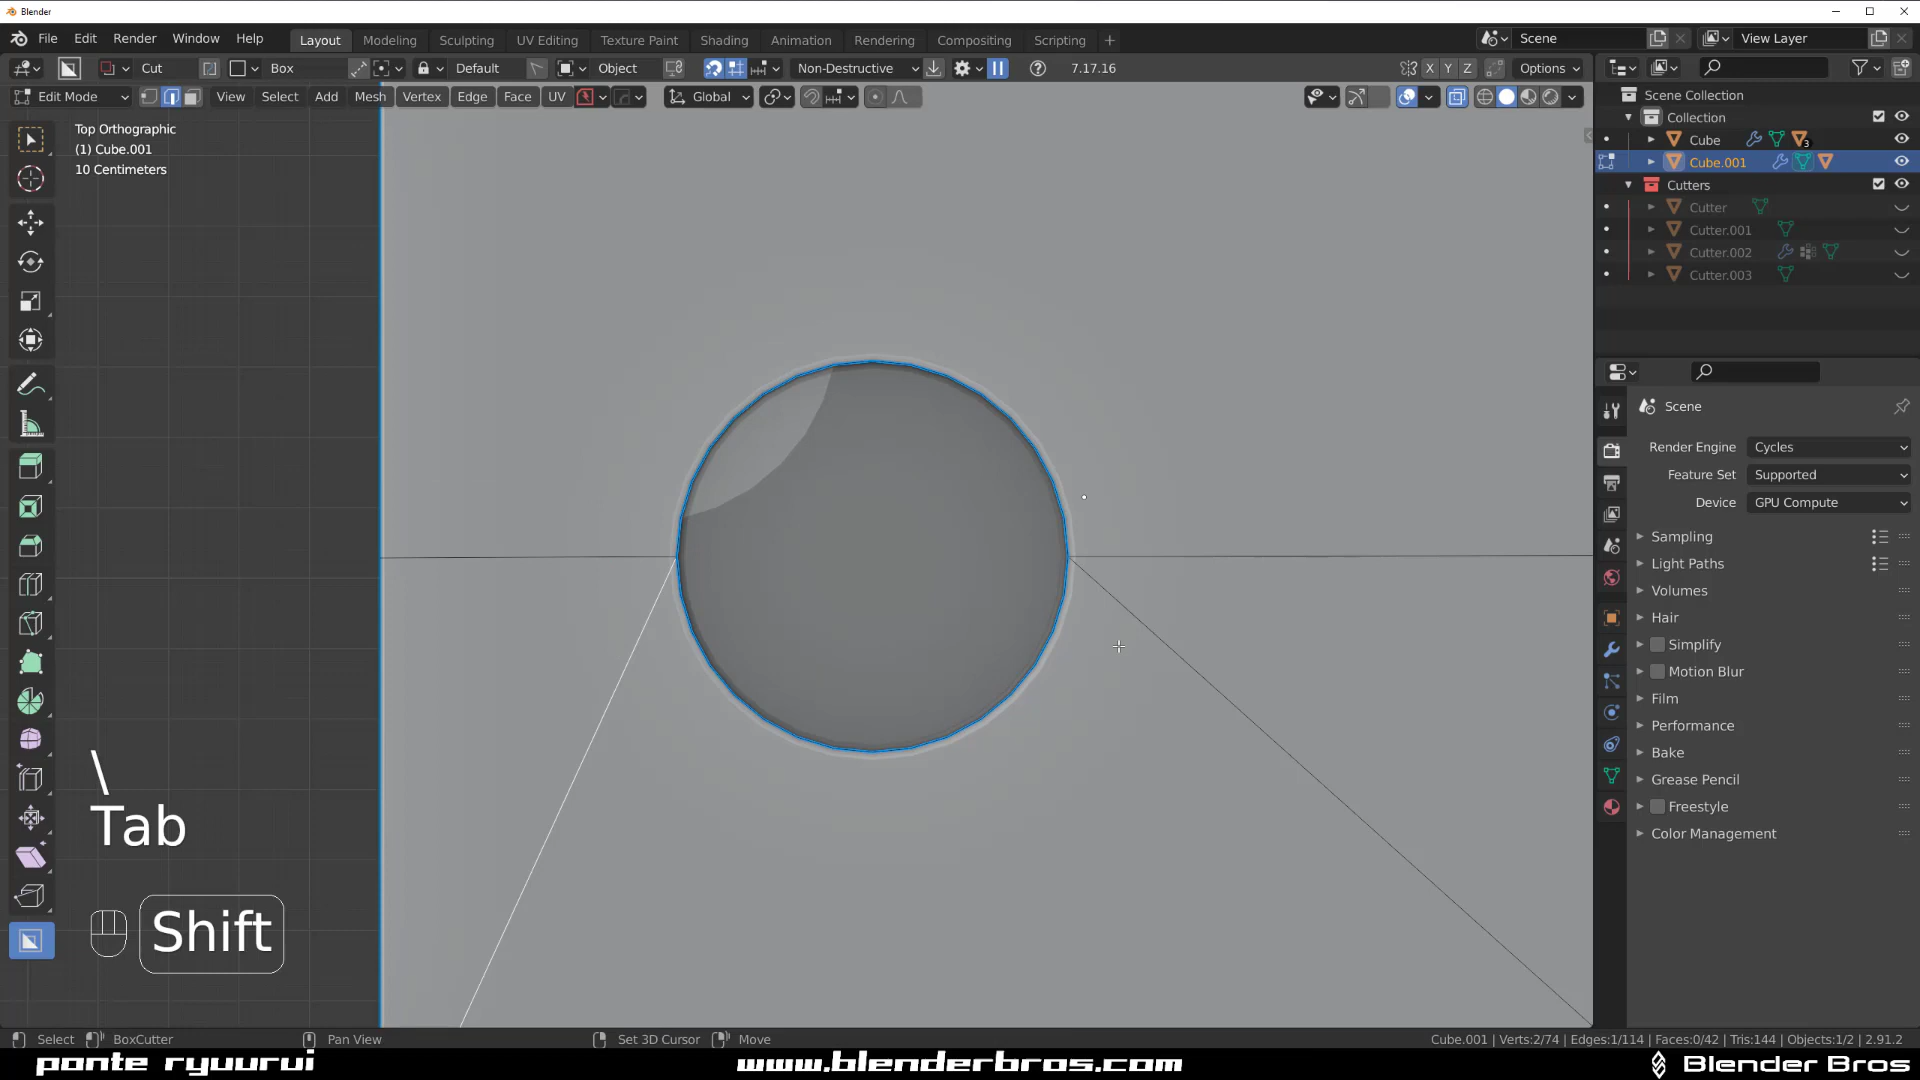 Blender
File Edit Render Window Help Layout Modeling Sculpting UV Editing Texture Paint Shading Animation Rendering Compositing Scripting + Scene View Layer
Cut Box Default Object Non-Destructive 7.17.16 X Y Z Options
Edit Mode View Select Add Mesh Vertex Edge Face UV Global
Top Orthographic
(1) Cube.001
10 Centimeters
Scene Collection
Collection
Cube 3
Cube.001
Cutters
Cutter
Cutter.001
Cutter.002
Cutter.003
Scene
Render Engine Cycles
Feature Set Supported
Device GPU Compute
Sampling
Light Paths
Volumes
Hair
Simplify
Motion Blur
Film
Performance
Bake
Grease Pencil
Freestyle
Color Management
\
Tab
Shift
Select BoxCutter Pan View Set 3D Cursor Move Cube.001 | Verts:2/74 | Edges:1/114 | Faces:0/42 | Tris:144 | Objects:1/2 | 2.91.2
ponte ryuurui www.blenderbros.com Blender Bros